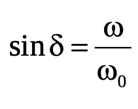 sin δ = ω / ω₀